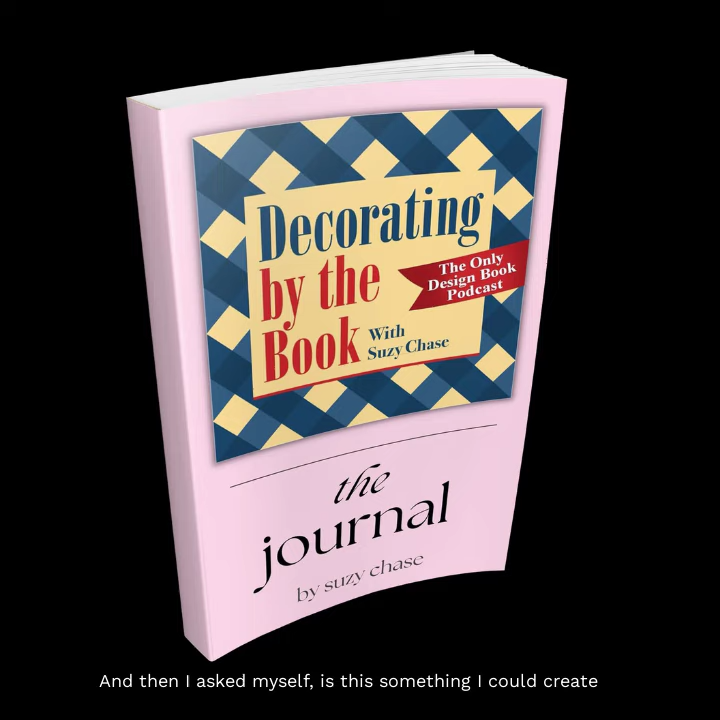 Decorating
by the
Book
With
Suzy Chase
The Only
Design Book
Podcast
the
journal
by suzy chase
And then I asked myself, is this something I could create